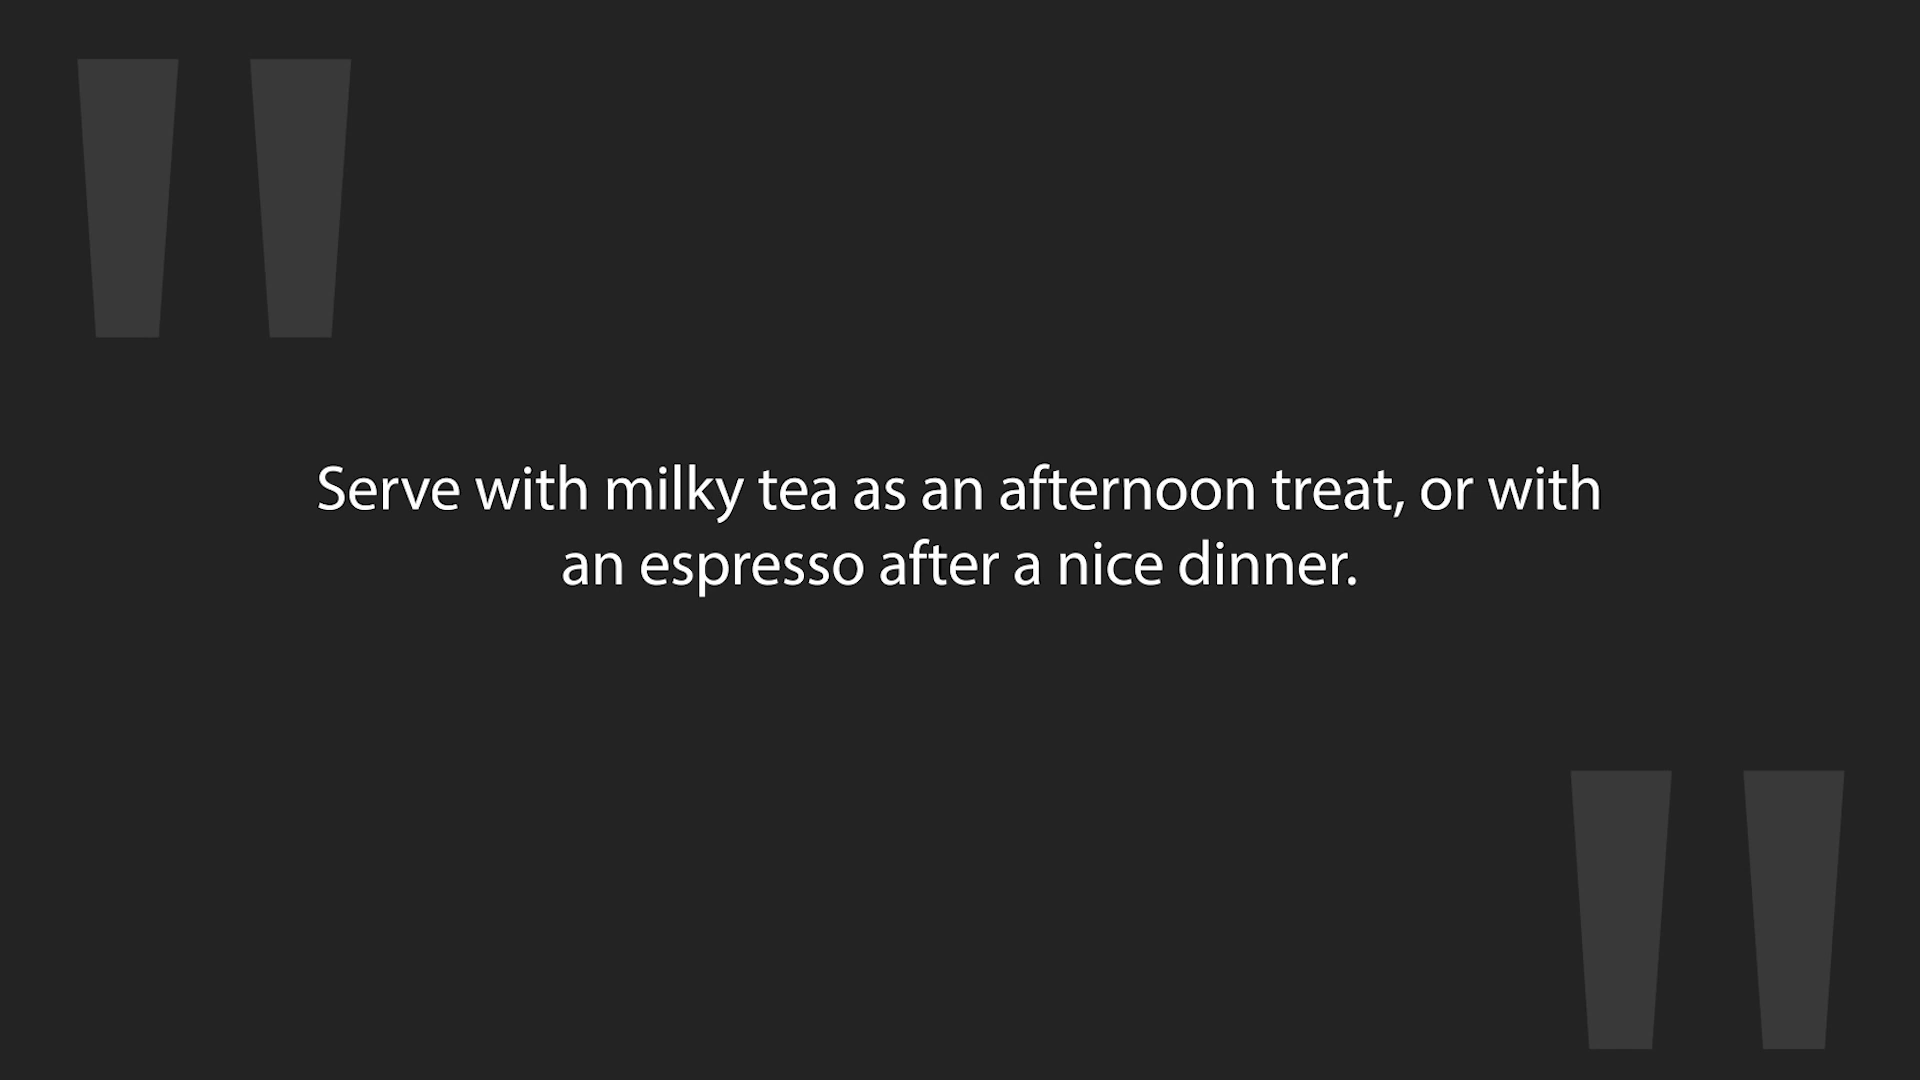 Serve with milky tea as an afternoon treat, or with
an espresso after a nice dinner.